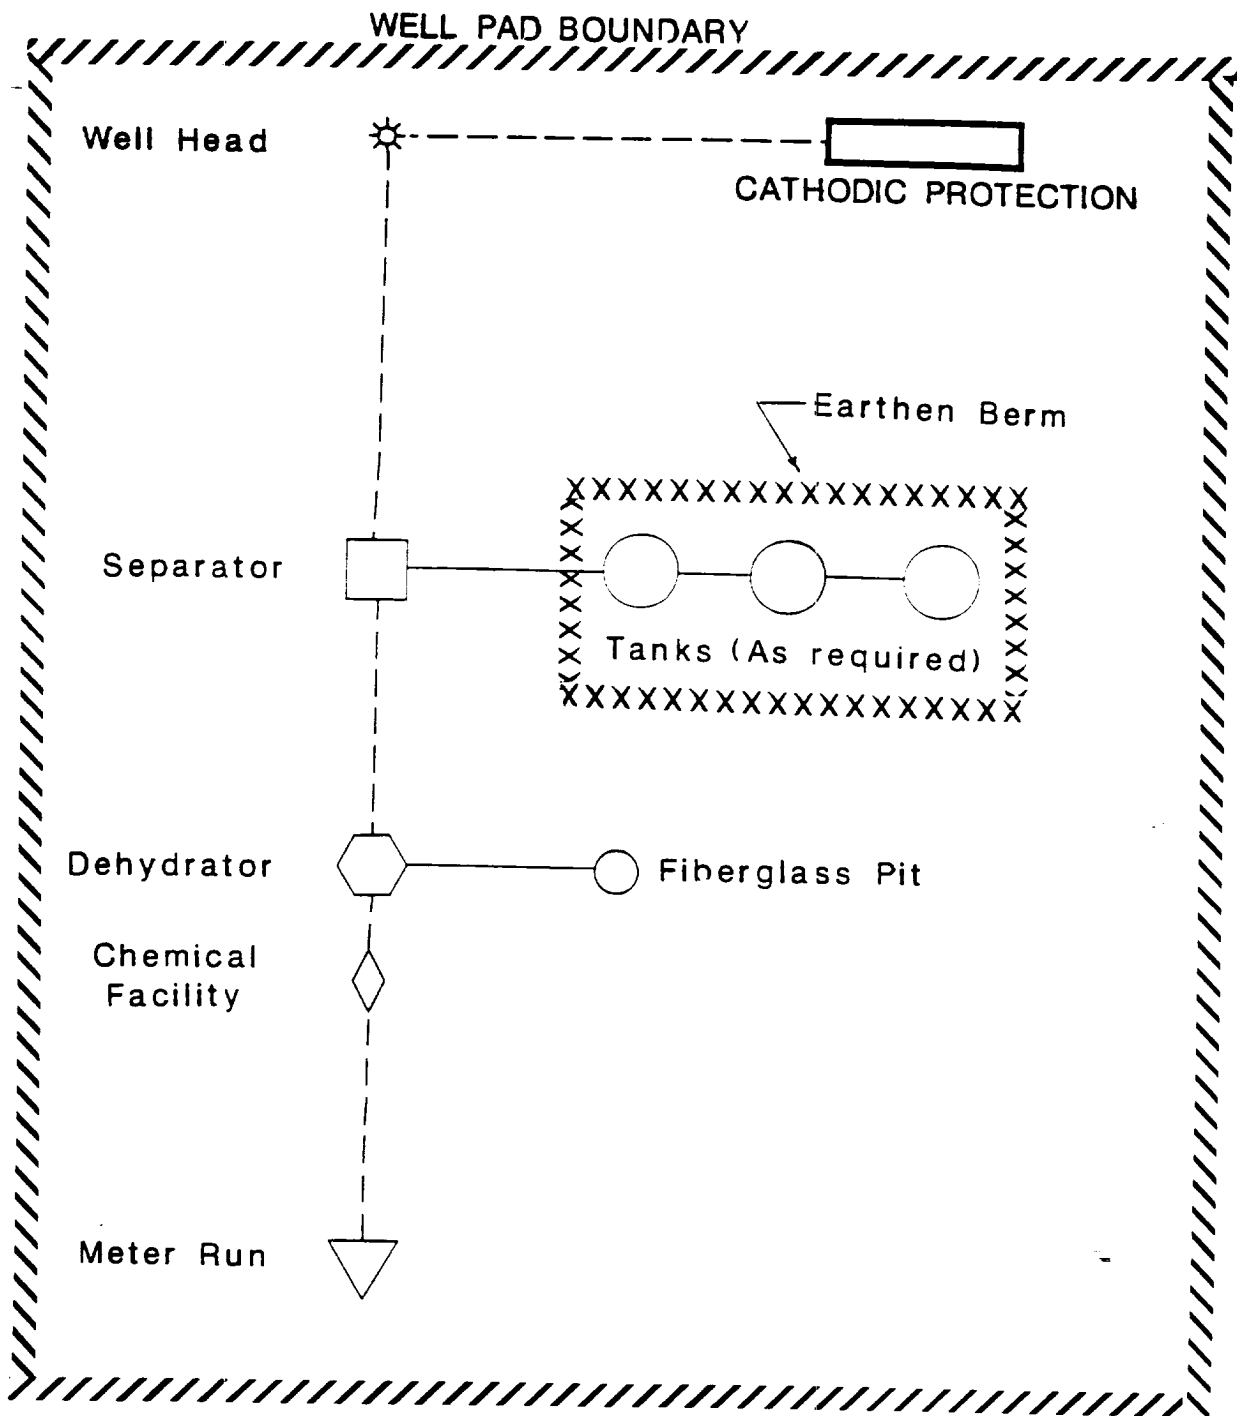 WELL PAD BOUNDARY
Well Head
CATHODIC PROTECTION
Earthen Berm
Separator
Tanks (As required)
Dehydrator
Fiberglass Pit
Chemical
Facility
Meter Run